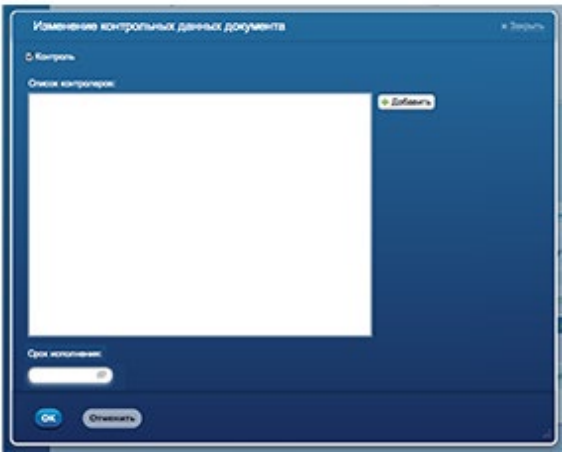 Изменение контрольных данных документа
× Закрыть
Контроль
Список контролеров:
+ Добавить
Срок исполнения:
OK
Отменить